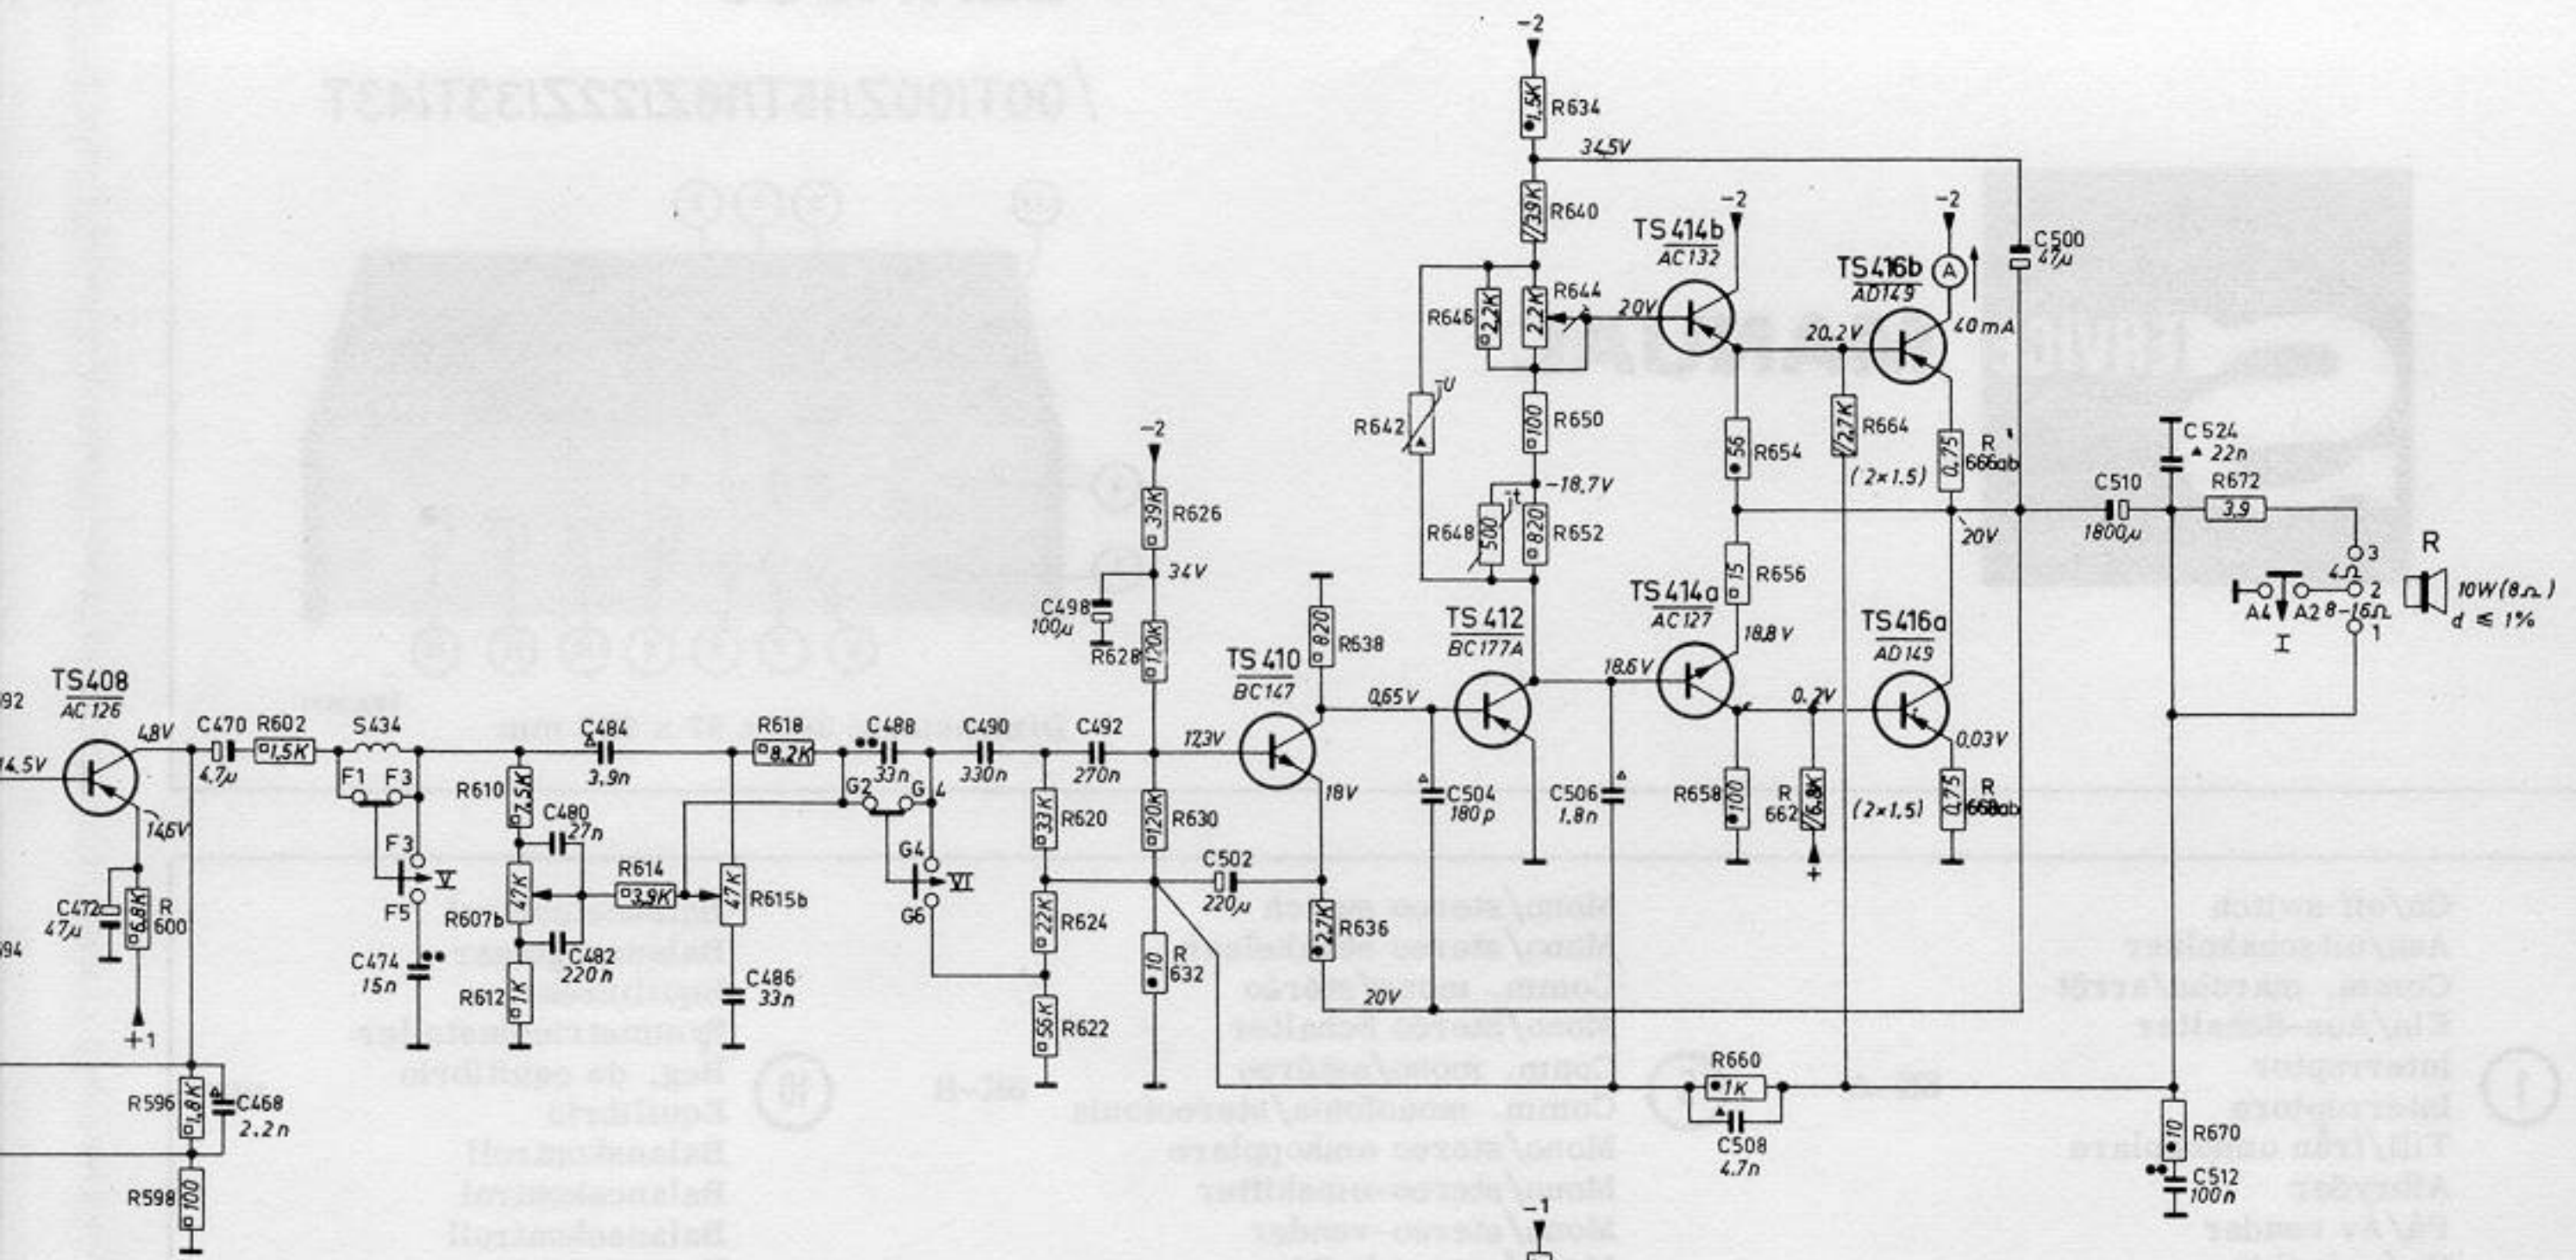 -2
1,5K
R634
34,5V
3,9K
R640
-2
TS414b
AC132
-2
TS416b
AD149
A
40mA
C500
47µ
R646
2,2K
2,2K
R644
20V
20.2V
R642
-U
100
R650
56
R654
2,7K
R664
(2×1.5)
0,75
R
666ab
C524
22n
-18,7V
-t
R648
500
820
R652
C510
1800µ
R672
3,9
20V
-2
39K
R626
34V
C498
100µ
R628
120K
15
R656
3
4Ω
2
8-16Ω
1
A4
A2
I
R
10W(8Ω)
d ≤ 1%
820
R638
TS410
BC147
TS412
BC177A
TS414a
AC127
18,8V
TS416a
AD149
0,65V
18.6V
0.2V
0.03V
92
TS408
AC126
4,8V
14.5V
14,6V
C470
4,7µ
R602
1,5K
S434
F1
F3
C484
3,9n
R618
8.2K
C488
33n
C490
330n
C492
270n
17,3V
18V
G2
G4
R610
7,5K
C480
27n
F3
V
F5
47K
R607b
R614
3,9K
47K
R615b
G4
VI
G6
33K
R620
120K
R630
C502
220µ
C504
180p
C506
1.8n
R658
100
R
662
6,8K
+
(2×1.5)
0,75
R
668ab
C472
47µ
6,8K
R
600
+1
94
C474
15n
C482
220n
R612
1K
C486
33n
22K
R624
10
R
632
2,7K
R636
20V
56K
R622
R596
1,8K
C468
2.2n
R598
100
R660
1K
C508
4.7n
10
R670
C512
100n
-1